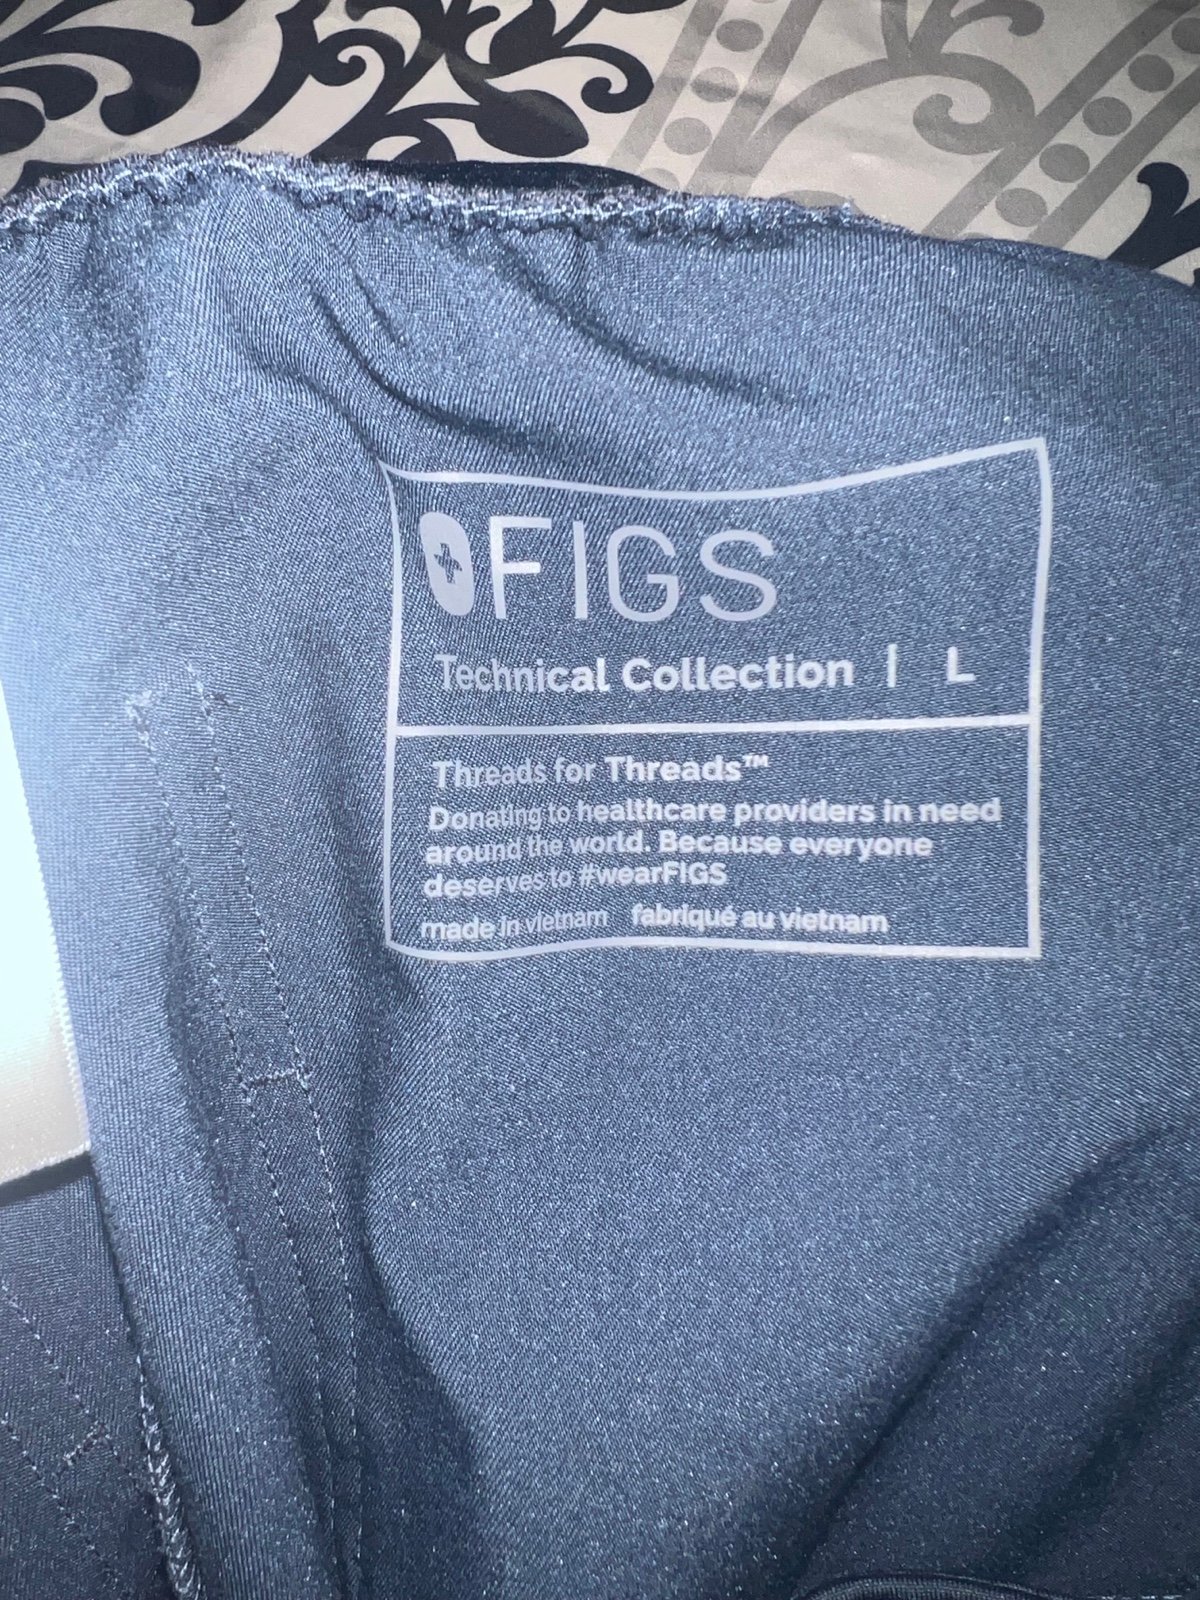 FIGS
Technical Collection | L
Threads for Threads™
Donating to healthcare providers in need
around the world. Because everyone
deserves to #wearFIGS
made in vietnam fabriqué au vietnam